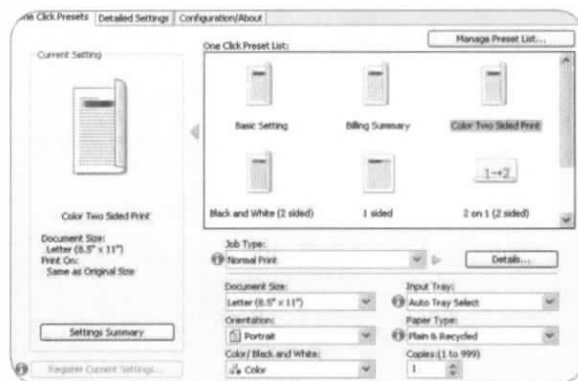 One Click Presets Detailed Settings Configuration/About
One Click Preset List: Manage Preset List...
Current Setting
Basic Setting Billing Summary Color Two Sided Print
Black and White (2 sided) 1 sided 1→2 2 on 1 (2 sided)
Color Two Sided Print
Document Size:
Letter (8.5" x 11")
Print On:
Same as Original Size
Settings Summary
Register Current Settings...
Job Type:
Normal Print Details...
Document Size: Input Tray:
Letter (8.5" x 11") Auto Tray Select
Orientation: Paper Type:
Portrait Plain & Recycled
Color/ Black and White: Copies:(1 to 999)
Color 1